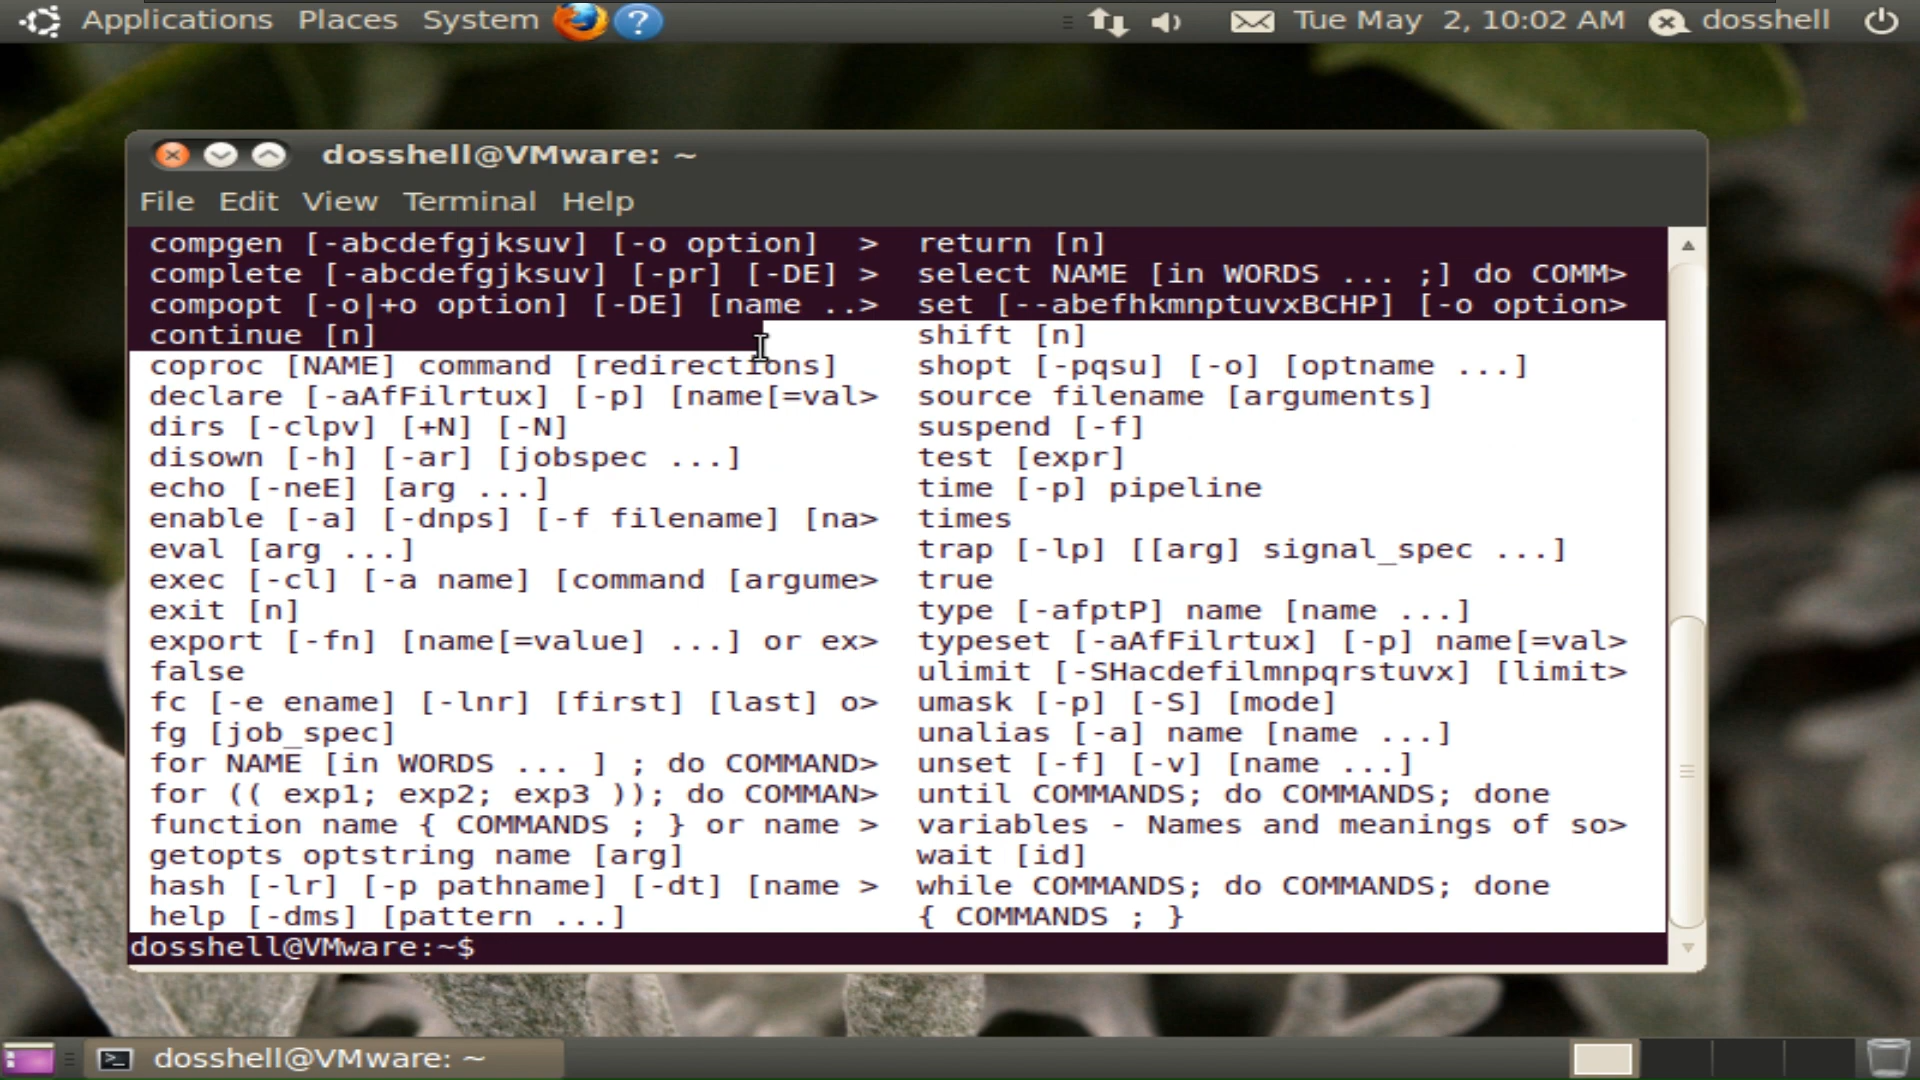 Applications Places System ? Tue May 2, 10:02 AM dosshell
dosshell@VMware: ~
File Edit View Terminal Help
compgen [-abcdefgjksuv] [-o option] > return [n]
complete [-abcdefgjksuv] [-pr] [-DE] > select NAME [in WORDS ... ;] do COMM>
compopt [-o|+o option] [-DE] [name ..> set [--abefhkmnptuvxBCHP] [-o option>
continue [n] shift [n]
coproc [NAME] command [redirections] shopt [-pqsu] [-o] [optname ...]
declare [-aAfFilrtux] [-p] [name[=val> source filename [arguments]
dirs [-clpv] [+N] [-N] suspend [-f]
disown [-h] [-ar] [jobspec ...] test [expr]
echo [-neE] [arg ...] time [-p] pipeline
enable [-a] [-dnps] [-f filename] [na> times
eval [arg ...] trap [-lp] [[arg] signal_spec ...]
exec [-cl] [-a name] [command [argume> true
exit [n] type [-afptP] name [name ...]
export [-fn] [name[=value] ...] or ex> typeset [-aAfFilrtux] [-p] name[=val>
false ulimit [-SHacdefilmnpqrstuvx] [limit>
fc [-e ename] [-lnr] [first] [last] o> umask [-p] [-S] [mode]
fg [job_spec] unalias [-a] name [name ...]
for NAME [in WORDS ... ] ; do COMMAND> unset [-f] [-v] [name ...]
for (( exp1; exp2; exp3 )); do COMMAN> until COMMANDS; do COMMANDS; done
function name { COMMANDS ; } or name > variables - Names and meanings of so>
getopts optstring name [arg] wait [id]
hash [-lr] [-p pathname] [-dt] [name > while COMMANDS; do COMMANDS; done
help [-dms] [pattern ...] { COMMANDS ; }
dosshell@VMware:~$
dosshell@VMware: ~